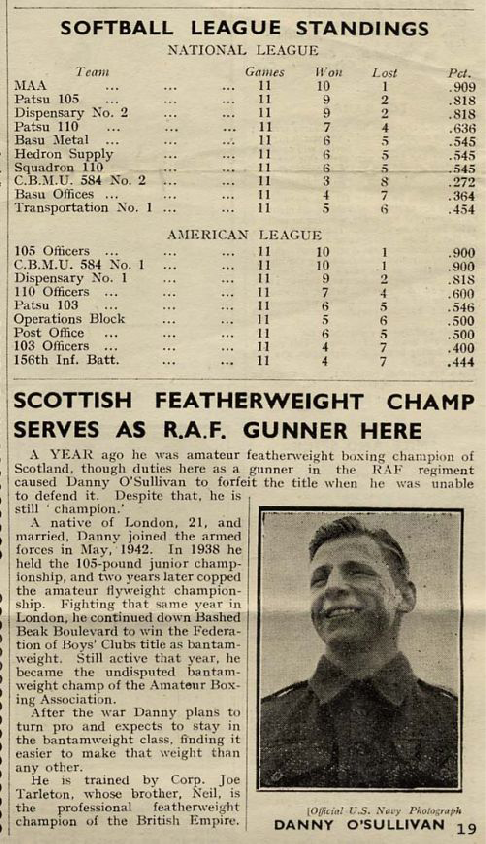 SOFTBALL LEAGUE STANDINGS
NATIONAL LEAGUE
Team Games Won Lost Pct.
MAA ... ... ... 11 10 1 .909
Patsu 105 ... ... ... 11 9 2 .818
Dispensary No. 2 ... ... 11 9 2 .818
Patsu 110 ... ... ... 11 7 4 .636
Basu Metal ... ... ... 11 6 5 .545
Hedron Supply ... ... 11 6 5 .545
Squadron 110 ... ... 11 6 5 .545
C.B.M.U. 584 No. 2 ... ... 11 3 8 .272
Basu Offices ... ... ... 11 4 7 .364
Transportation No. 1 ... ... 11 5 6 .454
AMERICAN LEAGUE
105 Officers ... ... ... 11 10 1 .900
C.B.M.U. 584 No. 1 ... ... 11 10 1 .900
Dispensary No. 1 ... ... 11 9 2 .818
110 Officers ... ... ... 11 7 4 .600
Patsu 103 ... ... ... 11 6 5 .546
Operations Block ... ... 11 5 6 .500
Post Office ... ... ... 11 6 5 .500
103 Officers ... ... ... 11 4 7 .400
156th Inf. Batt. ... ... 11 4 7 .444
SCOTTISH FEATHERWEIGHT CHAMP
SERVES AS R.A.F. GUNNER HERE
A YEAR ago he was amateur featherweight boxing champion of
Scotland, though duties here as a gunner in the RAF regiment
caused Danny O'Sullivan to forfeit the title when he was unable
to defend it. Despite that, he is
still 'champion.'
A native of London, 21, and
married, Danny joined the armed
forces in May, 1942. In 1938 he
held the 105-pound junior champ-
ionship, and two years later copped
the amateur flyweight champion-
ship. Fighting that same year in
London, he continued down Bashed
Beak Boulevard to win the Federa-
tion of Boys' Clubs title as bantam-
weight. Still active that year, he
became the undisputed bantam-
weight champ of the Amateur Box-
ing Association.
After the war Danny plans to
turn pro and expects to stay in
the bantamweight class, finding it
easier to make that weight than
any other.
He is trained by Corp. Joe
Tarleton, whose brother, Neil, is
the professional featherweight
champion of the British Empire.
[Official U.S. Navy Photograph
DANNY O'SULLIVAN
19